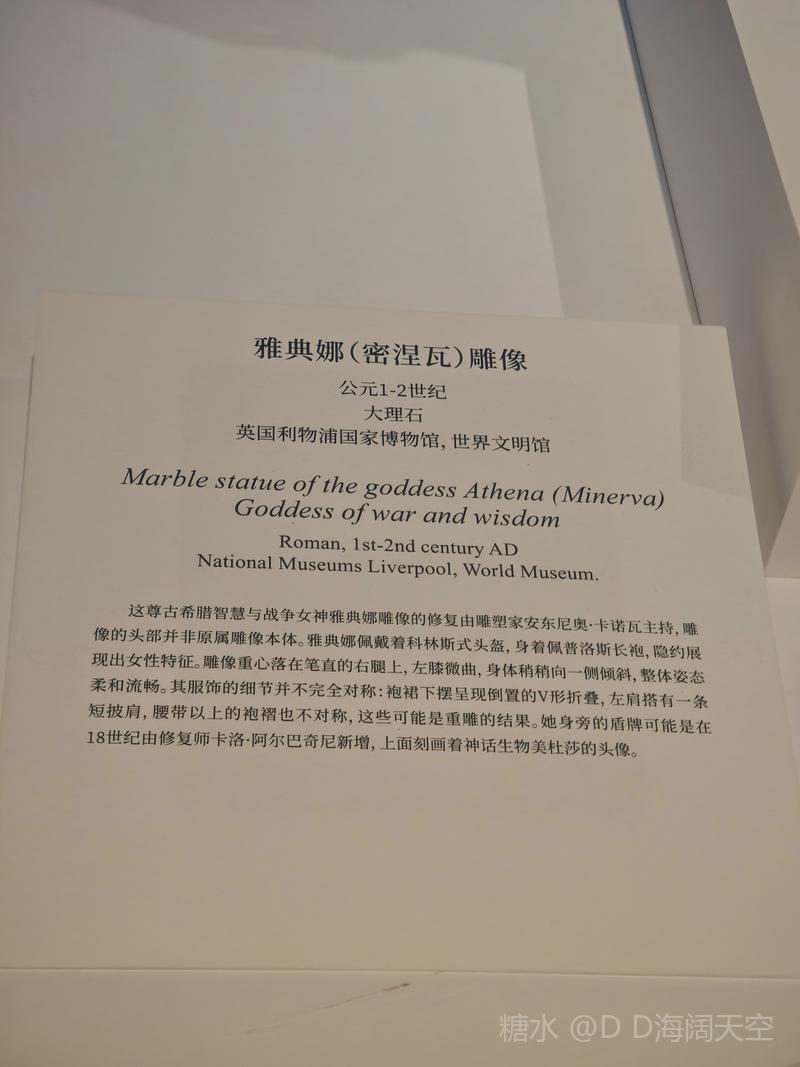 雅典娜(密涅瓦)雕像
公元1-2世纪
大理石
英国利物浦国家博物馆, 世界文明馆
Marble statue of the goddess Athena (Minerva)
Goddess of war and wisdom
Roman, 1st-2nd century AD
National Museums Liverpool, World Museum.
这尊古希腊智慧与战争女神雅典娜雕像的修复由雕塑家安东尼奥·卡诺瓦主持, 雕
像的头部并非原属雕像本体。雅典娜佩戴着科林斯式头盔, 身着佩普洛斯长袍, 隐约展
现出女性特征。雕像重心落在笔直的右腿上, 左膝微曲, 身体稍稍向一侧倾斜, 整体姿态
柔和流畅。其服饰的细节并不完全对称: 袍裙下摆呈现倒置的V形折叠, 左肩搭有一条
短披肩, 腰带以上的袍褶也不对称, 这些可能是重雕的结果。她身旁的盾牌可能是在
18世纪由修复师卡洛·阿尔巴奇尼新增, 上面刻画着神话生物美杜莎的头像。
糖水 @D D海阔天空